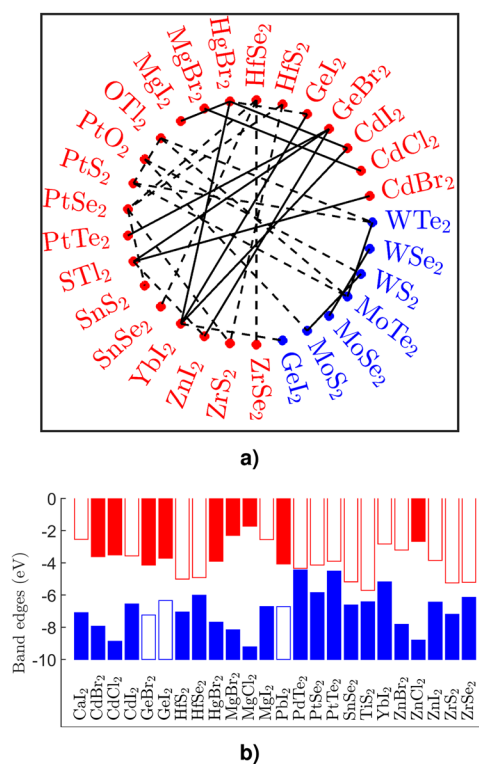 MgI₂
MgBr₂
HgBr₂
HfSe₂
HfS₂
GeI₂
GeBr₂
CdI₂
CdCl₂
CdBr₂
WTe₂
WSe₂
WS₂
MoTe₂
MoSe₂
MoS₂
GeI₂
ZrSe₂
ZrS₂
ZnI₂
YbI₂
SnSe₂
SnS₂
STl₂
PtTe₂
PtSe₂
PtS₂
PtO₂
OTl₂
a)
Band edges (eV)
0
-2
-4
-6
-8
-10
CaI₂
CdBr₂
CdCl₂
CdI₂
GeBr₂
GeI₂
HfS₂
HfSe₂
HgBr₂
MgBr₂
MgCl₂
MgI₂
PbI₂
PdTe₂
PtSe₂
PtTe₂
SnSe₂
TiS₂
YbI₂
ZnBr₂
ZnCl₂
ZnI₂
ZrS₂
ZrSe₂
b)